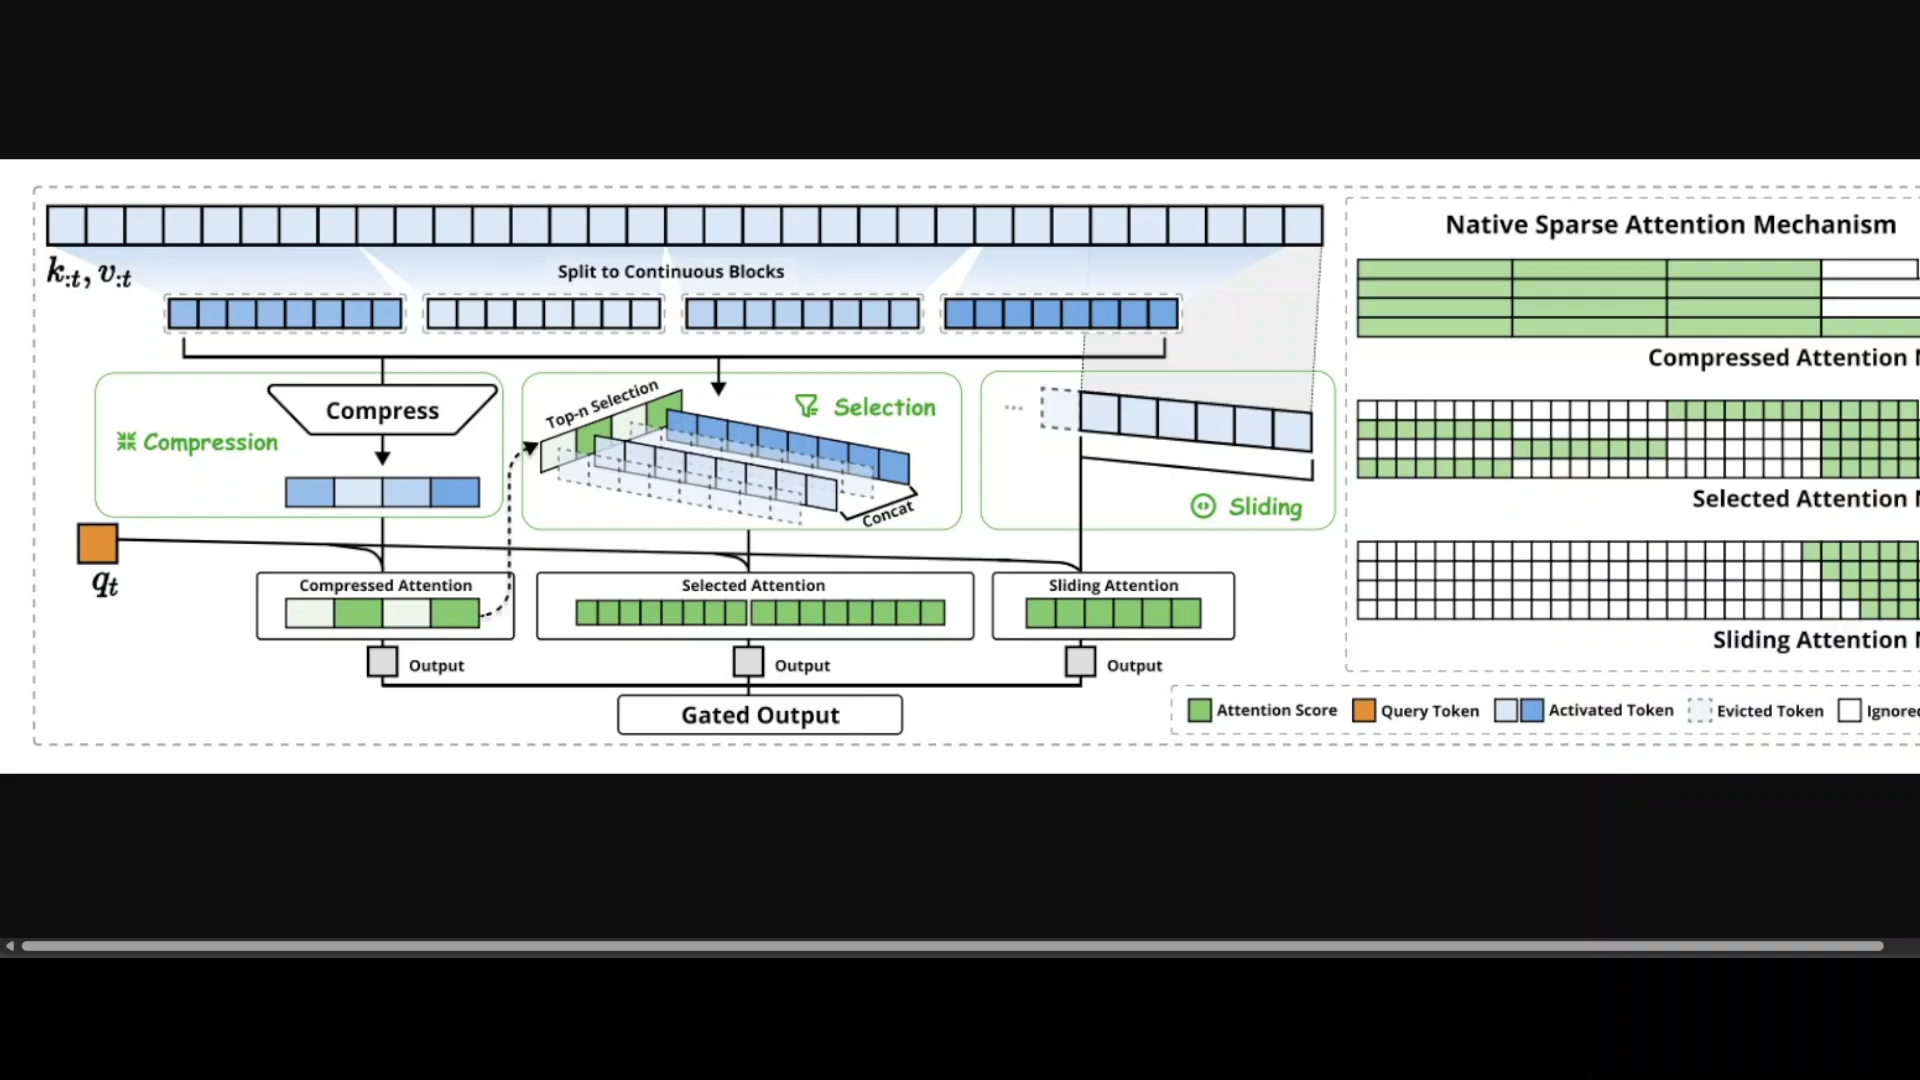 k:t, v:t
Split to Continuous Blocks
Compress
Compression
Top-n Selection
Selection
Concat
...
Sliding
qt
Compressed Attention
Selected Attention
Sliding Attention
Output
Output
Output
Gated Output
Native Sparse Attention Mechanism
Compressed Attention
Selected Attention
Sliding Attention
Attention Score
Query Token
Activated Token
Evicted Token
Ignored